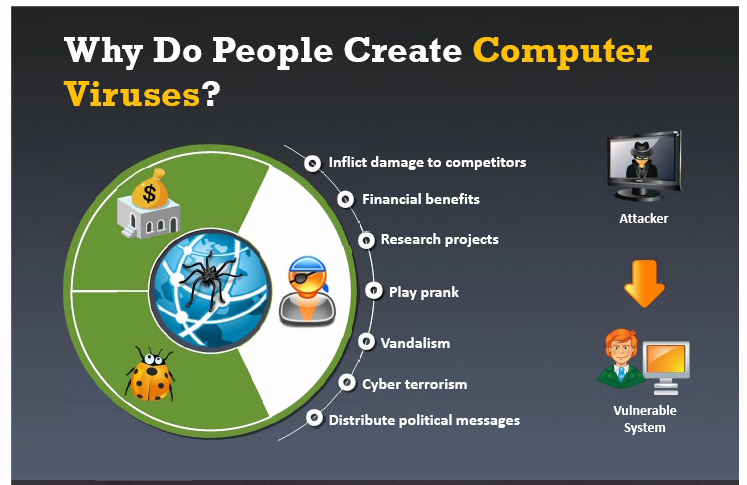 Why Do People Create Computer
Viruses?
$
Inflict damage to competitors
Financial benefits
Research projects
Play prank
Vandalism
Cyber terrorism
Distribute political messages
Attacker
Vulnerable
System